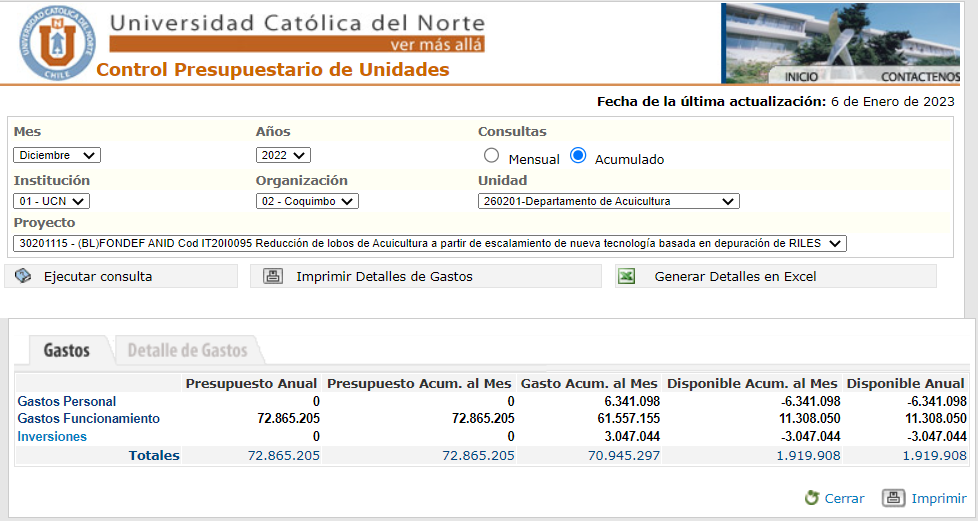 UNIVERSIDAD CATOLICA DEL NORTE
CHILE
Universidad Católica del Norte
ver más allá
Control Presupuestario de Unidades
INICIO CONTACTENOS
Fecha de la última actualización: 6 de Enero de 2023
Mes Años Consultas
Diciembre 2022 Mensual Acumulado
Institución Organización Unidad
01 - UCN 02 - Coquimbo 260201-Departamento de Acuicultura
Proyecto
30201115 - (BL)FONDEF ANID Cod IT20I0095 Reducción de lobos de Acuicultura a partir de escalamiento de nueva tecnología basada en depuración de RILES
Ejecutar consulta Imprimir Detalles de Gastos Generar Detalles en Excel
Gastos Detalle de Gastos
Presupuesto Anual Presupuesto Acum. al Mes Gasto Acum. al Mes Disponible Acum. al Mes Disponible Anual
Gastos Personal 0 0 6.341.098 -6.341.098 -6.341.098
Gastos Funcionamiento 72.865.205 72.865.205 61.557.155 11.308.050 11.308.050
Inversiones 0 0 3.047.044 -3.047.044 -3.047.044
Totales 72.865.205 72.865.205 70.945.297 1.919.908 1.919.908
Cerrar Imprimir